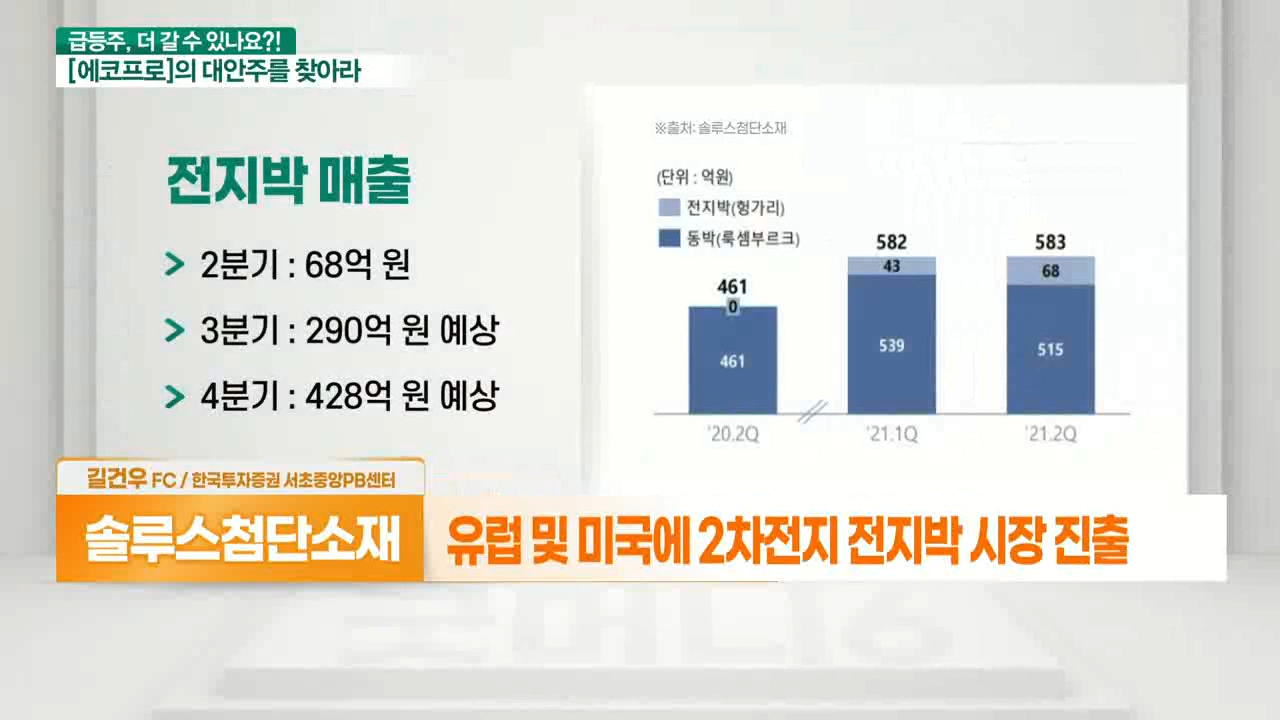 급등주, 더 갈 수 있나요?!
[에코프로]의 대안주를 찾아라
전지박 매출
> 2분기 : 68억 원
> 3분기 : 290억 원 예상
> 4분기 : 428억 원 예상
※출처: 솔루스첨단소재
(단위 : 억원)
전지박(헝가리)
동박(룩셈부르크)
461
0
461
'20.2Q
582
43
539
'21.1Q
583
68
515
'21.2Q
길건우 FC / 한국투자증권 서초중앙PB센터
솔루스첨단소재
유럽 및 미국에 2차전지 전지박 시장 진출